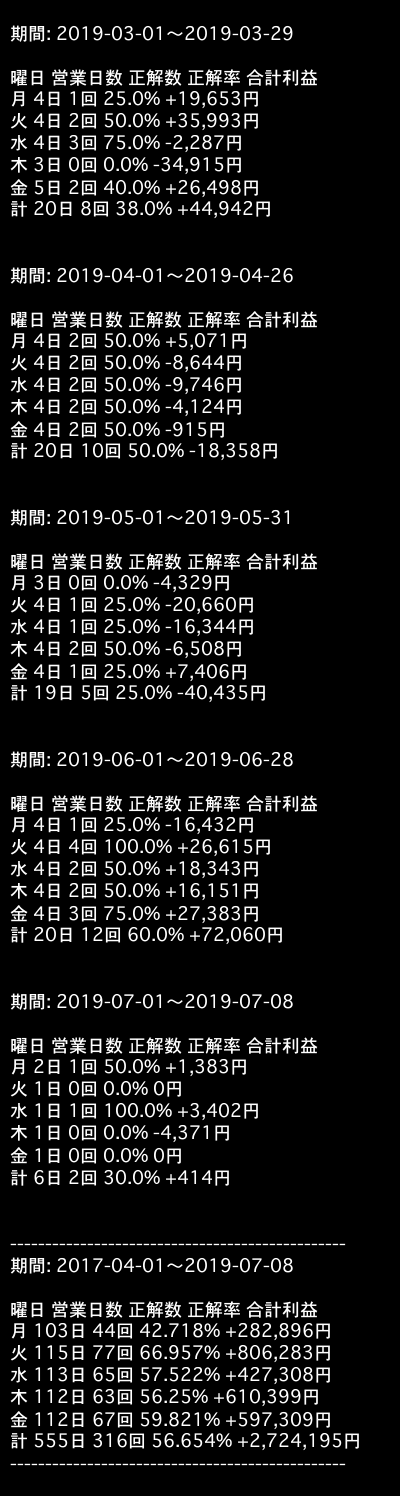 期間: 2019-03-01～2019-03-29
曜日 営業日数 正解数 正解率 合計利益
月 4日 1回 25.0% +19,653円
火 4日 2回 50.0% +35,993円
水 4日 3回 75.0% -2,287円
木 3日 0回 0.0% -34,915円
金 5日 2回 40.0% +26,498円
計 20日 8回 38.0% +44,942円
期間: 2019-04-01～2019-04-26
曜日 営業日数 正解数 正解率 合計利益
月 4日 2回 50.0% +5,071円
火 4日 2回 50.0% -8,644円
水 4日 2回 50.0% -9,746円
木 4日 2回 50.0% -4,124円
金 4日 2回 50.0% -915円
計 20日 10回 50.0% -18,358円
期間: 2019-05-01～2019-05-31
曜日 営業日数 正解数 正解率 合計利益
月 3日 0回 0.0% -4,329円
火 4日 1回 25.0% -20,660円
水 4日 1回 25.0% -16,344円
木 4日 2回 50.0% -6,508円
金 4日 1回 25.0% +7,406円
計 19日 5回 25.0% -40,435円
期間: 2019-06-01～2019-06-28
曜日 営業日数 正解数 正解率 合計利益
月 4日 1回 25.0% -16,432円
火 4日 4回 100.0% +26,615円
水 4日 2回 50.0% +18,343円
木 4日 2回 50.0% +16,151円
金 4日 3回 75.0% +27,383円
計 20日 12回 60.0% +72,060円
期間: 2019-07-01～2019-07-08
曜日 営業日数 正解数 正解率 合計利益
月 2日 1回 50.0% +1,383円
火 1日 0回 0.0% 0円
水 1日 1回 100.0% +3,402円
木 1日 0回 0.0% -4,371円
金 1日 0回 0.0% 0円
計 6日 2回 30.0% +414円
------------------------------------------------
期間: 2017-04-01～2019-07-08
曜日 営業日数 正解数 正解率 合計利益
月 103日 44回 42.718% +282,896円
火 115日 77回 66.957% +806,283円
水 113日 65回 57.522% +427,308円
木 112日 63回 56.25% +610,399円
金 112日 67回 59.821% +597,309円
計 555日 316回 56.654% +2,724,195円
------------------------------------------------